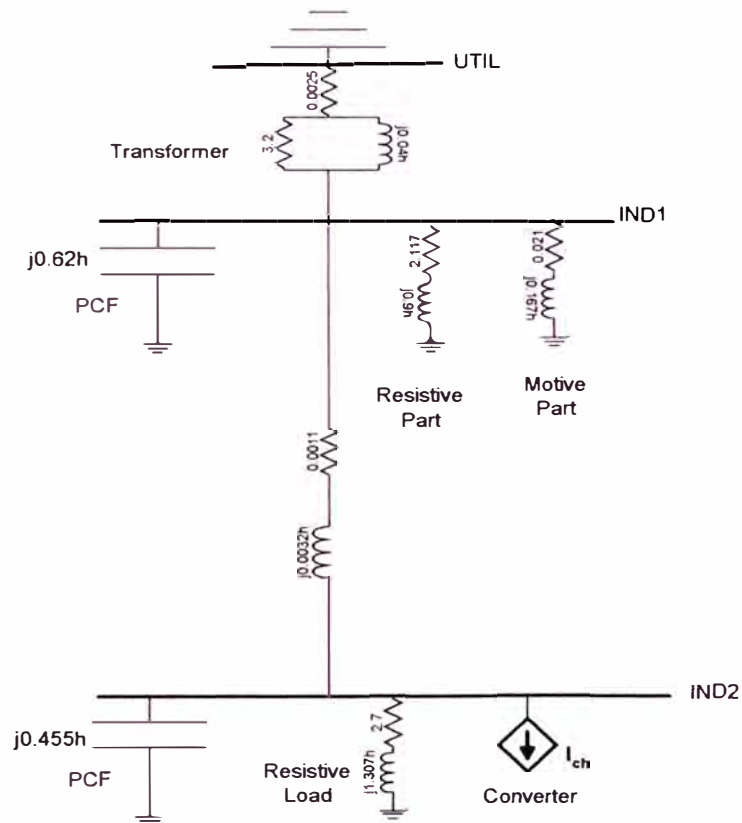 UTIL
0.0025
Transformer
3.2
j0.04h
IND1
j0.62h
PCF
2.117
j0.9h
0.021
j0.167h
Resistive
Part
Motive
Part
0.0011
j0.0032h
IND2
j0.455h
PCF
2.7
j1.307h
Resistive
Load
Ich
Converter